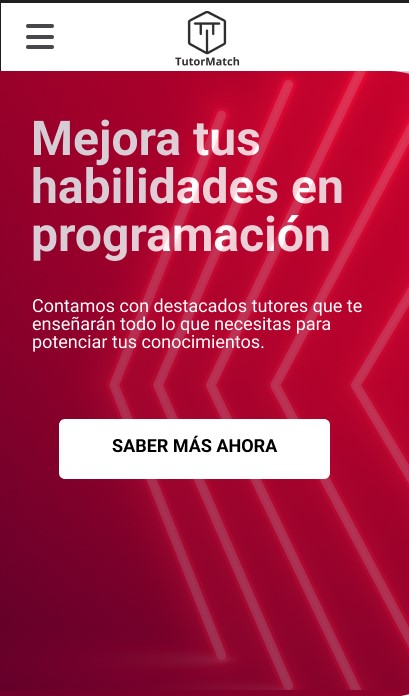 TutorMatch
Mejora tus
habilidades en
programación
Contamos con destacados tutores que te
enseñarán todo lo que necesitas para
potenciar tus conocimientos.
SABER MÁS AHORA